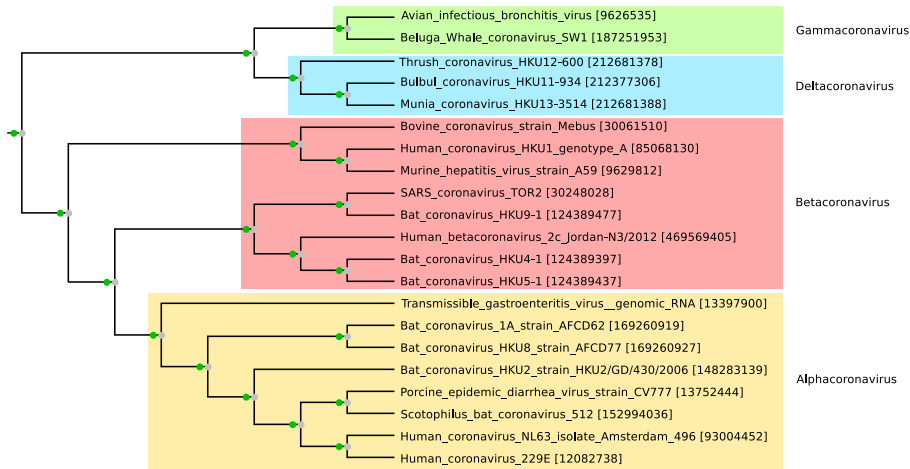 Avian_infectious_bronchitis_virus [9626535]
Beluga_Whale_coronavirus_SW1 [187251953]
Gammacoronavirus
Thrush_coronavirus_HKU12-600 [212681378]
Bulbul_coronavirus_HKU11-934 [212377306]
Deltacoronavirus
Munia_coronavirus_HKU13-3514 [212681388]
Bovine_coronavirus_strain_Mebus [30061510]
Human_coronavirus_HKU1_genotype_A [85068130]
Murine_hepatitis_virus_strain_A59 [9629812]
SARS_coronavirus_TOR2 [30248028]
Betacoronavirus
Bat_coronavirus_HKU9-1 [124389477]
Human_betacoronavirus_2c_Jordan-N3/2012 [469569405]
Bat_coronavirus_HKU4-1 [124389397]
Bat_coronavirus_HKU5-1 [124389437]
Transmissible_gastroenteritis_virus__genomic_RNA [13397900]
Bat_coronavirus_1A_strain_AFCD62 [169260919]
Bat_coronavirus_HKU8_strain_AFCD77 [169260927]
Bat_coronavirus_HKU2_strain_HKU2/GD/430/2006 [148283139]
Alphacoronavirus
Porcine_epidemic_diarrhea_virus_strain_CV777 [13752444]
Scotophilus_bat_coronavirus_512 [152994036]
Human_coronavirus_NL63_isolate_Amsterdam_496 [93004452]
Human_coronavirus_229E [12082738]